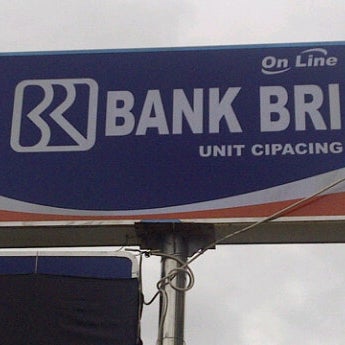 On Line
BANK BRI
UNIT CIPACING